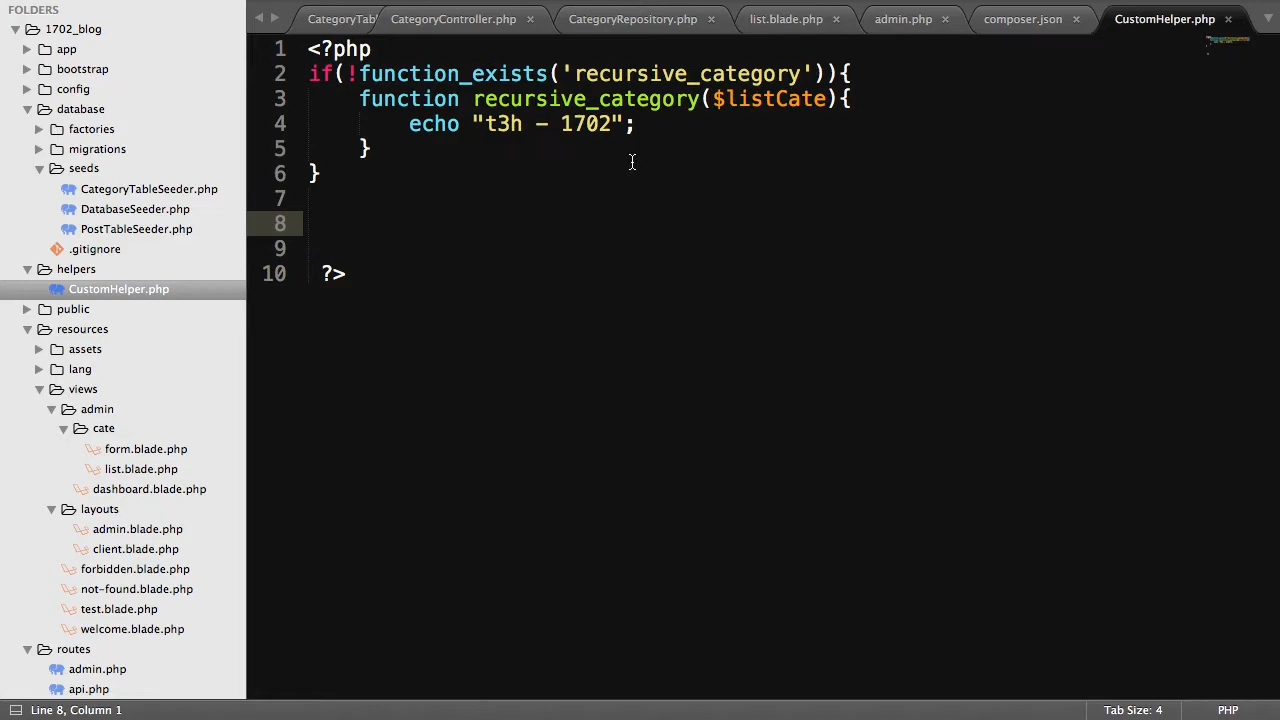 FOLDERS
1702_blog
app
bootstrap
config
database
factories
migrations
seeds
CategoryTableSeeder.php
DatabaseSeeder.php
PostTableSeeder.php
.gitignore
helpers
CustomHelper.php
public
resources
assets
lang
views
admin
cate
form.blade.php
list.blade.php
dashboard.blade.php
layouts
admin.blade.php
client.blade.php
forbidden.blade.php
not-found.blade.php
test.blade.php
welcome.blade.php
routes
admin.php
api.php
CategoryTabl CategoryController.php × CategoryRepository.php × list.blade.php × admin.php × composer.json × CustomHelper.php ×
1 <?php
2 if(!function_exists('recursive_category')){
3 function recursive_category($listCate){
4 echo "t3h - 1702";
5 }
6 }
7
8
9
10 ?>
Line 8, Column 1 Tab Size: 4 PHP